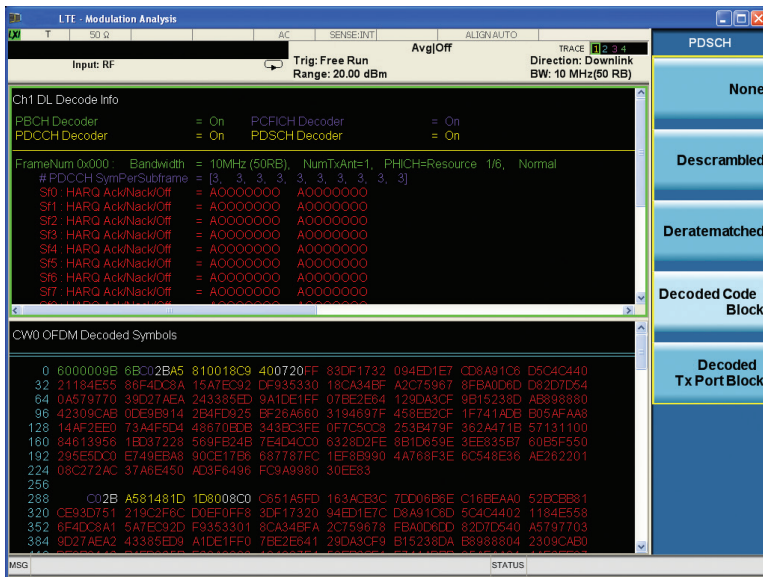 LTE - Modulation Analysis
LXI T 50 Ω AC SENSE:INT ALIGN AUTO
Avg|Off TRACE 1 2 3 4
Input: RF Trig: Free Run Direction: Downlink
Range: 20.00 dBm BW: 10 MHz(50 RB)
PDSCH
None
Descrambled
Deratematched
Decoded Code
Block
Decoded
Tx Port Block
Ch1 DL Decode Info
PBCH Decoder = On PCFICH Decoder = On
PDCCH Decoder = On PDSCH Decoder = On
FrameNum 0x000 : Bandwidth = 10MHz (50RB), NumTxAnt=1, PHICH=Resource 1/6, Normal
# PDCCH SymPerSubframe = [3, 3, 3, 3, 3, 3, 3, 3, 3, 3]
Sf0 : HARQ Ack/Nack/Off = AOOOOOOO AOOOOOOO
Sf1 : HARQ Ack/Nack/Off = AOOOOOOO AOOOOOOO
Sf2 : HARQ Ack/Nack/Off = AOOOOOOO AOOOOOOO
Sf3 : HARQ Ack/Nack/Off = AOOOOOOO AOOOOOOO
Sf4 : HARQ Ack/Nack/Off = AOOOOOOO AOOOOOOO
Sf5 : HARQ Ack/Nack/Off = AOOOOOOO AOOOOOOO
Sf6 : HARQ Ack/Nack/Off = AOOOOOOO AOOOOOOO
Sf7 : HARQ Ack/Nack/Off = AOOOOOOO AOOOOOOO
CW0 OFDM Decoded Symbols
0 6000009B 6BC02BA5 810018C9 400720FF 83DF1732 094ED1E7 CD8A91C6 D5C4C440
32 21184E55 86F4DC8A 15A7EC92 DF935330 18CA34BF A2C75967 8FBA0D6D D82D7D54
64 0A579770 39D27AEA 243385ED 9A1DE1FF 07BE2E64 129DA3CF 9B15238D AB898880
96 42309CAB 0DE9B914 2B4FD925 BF26A660 3194697F 458EB2CF 1F741ADB B05AFAA8
128 14AF2EE0 73A4F5D4 48670BDB 343BC3FE 0F7C5CC8 253B479F 362A471B 57131100
160 84613956 1BD37228 569FB24B 7E4D4CC0 6328D2FE 8B1D659E 3EE835B7 60B5F550
192 295E5DC0 E749EBA8 90CE17B6 687787FC 1EF8B990 4A768F3E 6C548E36 AE262201
224 08C272AC 37A6E450 AD3F6496 FC9A9980 30EE83
256
288 C02B A581481D 1D8008C0 C651A5FD 163ACB3C 7DD06B6E C16BEAA0 52BCBB81
320 CE93D751 219C2F6C D0EF0FF8 3DF17320 94ED1E7C D8A91C6D 5C4C4402 1184E558
352 6F4DC8A1 5A7EC92D F9353301 8CA34BFA 2C759678 FBA0D6DD 82D7D540 A5797703
384 9D27AEA2 43385ED9 A1DE1FF0 7BE2E641 29DA3CF9 B15238DA B8988804 2309CAB0
MSG STATUS